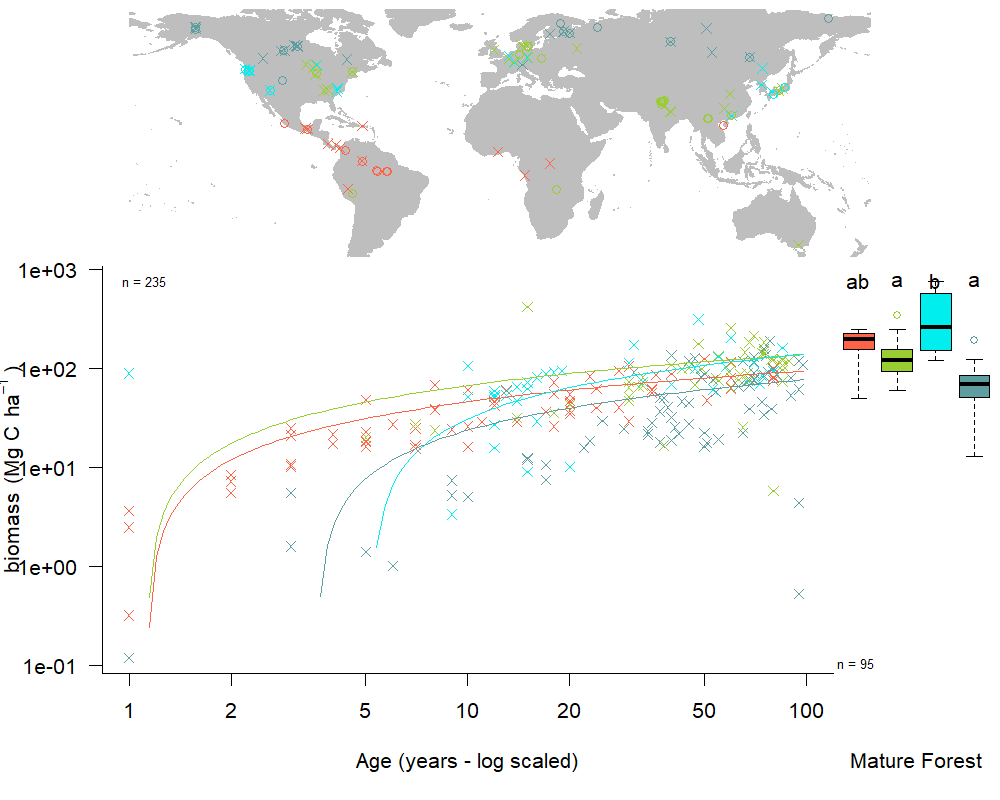 1e+03
n = 235
ab
a
b
a
1e+02
1e+01
1e+00
1e-01
biomass (Mg C ha⁻¹)
n = 95
1
2
5
10
20
50
100
Age (years - log scaled)
Mature Forest